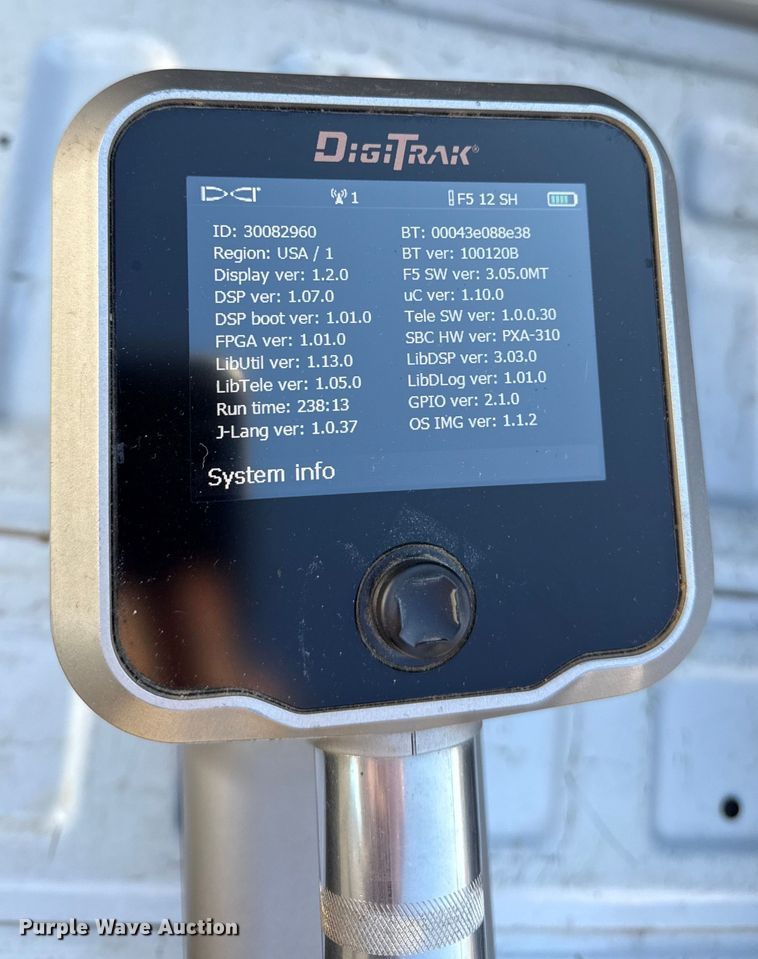 DIGITRAK®
DCI® 1 F5 12 SH
ID: 30082960 BT: 00043e088e38
Region: USA / 1 BT ver: 100120B
Display ver: 1.2.0 F5 SW ver: 3.05.0MT
DSP ver: 1.07.0 uC ver: 1.10.0
DSP boot ver: 1.01.0 Tele SW ver: 1.0.0.30
FPGA ver: 1.01.0 SBC HW ver: PXA-310
LibUtil ver: 1.13.0 LibDSP ver: 3.03.0
LibTele ver: 1.05.0 LibDLog ver: 1.01.0
Run time: 238:13 GPIO ver: 2.1.0
J-Lang ver: 1.0.37 OS IMG ver: 1.1.2
System info
Purple Wave Auction